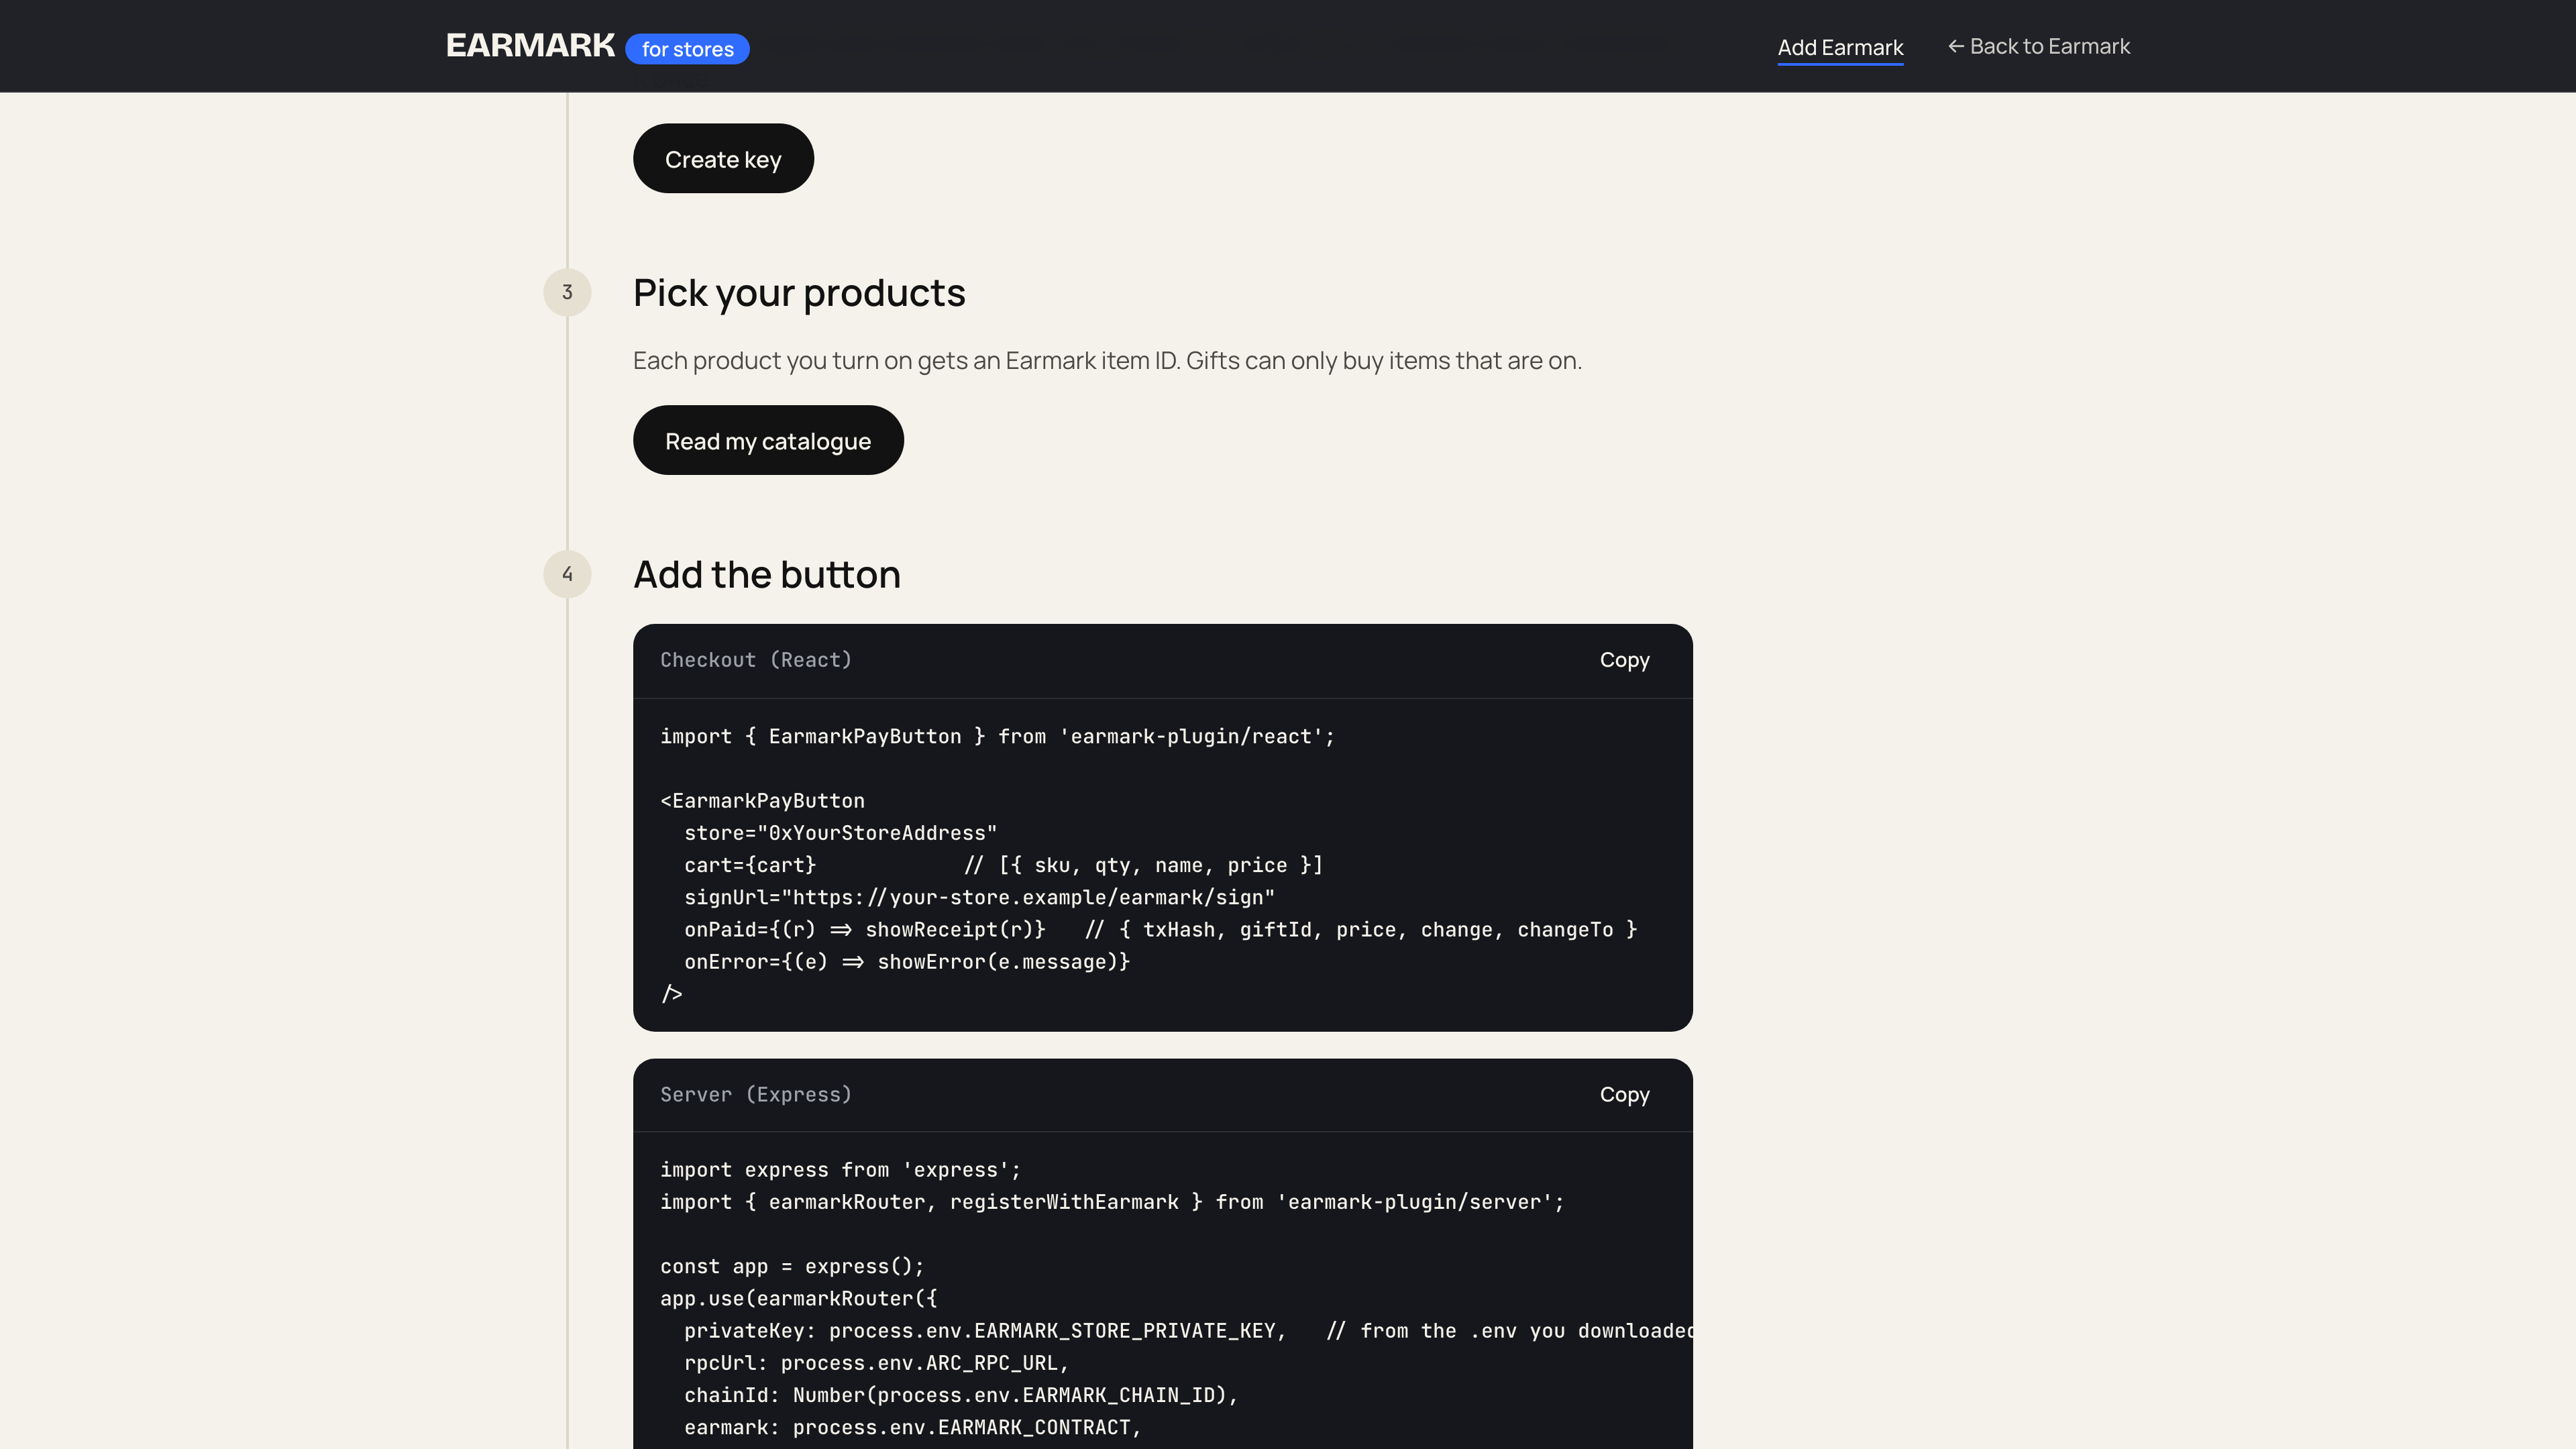 EARMARK for stores
Add Earmark
← Back to Earmark
Create key
3
Pick your products
Each product you turn on gets an Earmark item ID. Gifts can only buy items that are on.
Read my catalogue
4
Add the button
Checkout (React)
Copy
import { EarmarkPayButton } from 'earmark-plugin/react';
<EarmarkPayButton
  store="0xYourStoreAddress"
  cart={cart}            // [{ sku, qty, name, price }]
  signUrl="https://your-store.example/earmark/sign"
  onPaid={(r) => showReceipt(r)}   // { txHash, giftId, price, change, changeTo }
  onError={(e) => showError(e.message)}
/>
Server (Express)
Copy
import express from 'express';
import { earmarkRouter, registerWithEarmark } from 'earmark-plugin/server';
const app = express();
app.use(earmarkRouter({
  privateKey: process.env.EARMARK_STORE_PRIVATE_KEY,   // from the .env you downloaded
  rpcUrl: process.env.ARC_RPC_URL,
  chainId: Number(process.env.EARMARK_CHAIN_ID),
  earmark: process.env.EARMARK_CONTRACT,